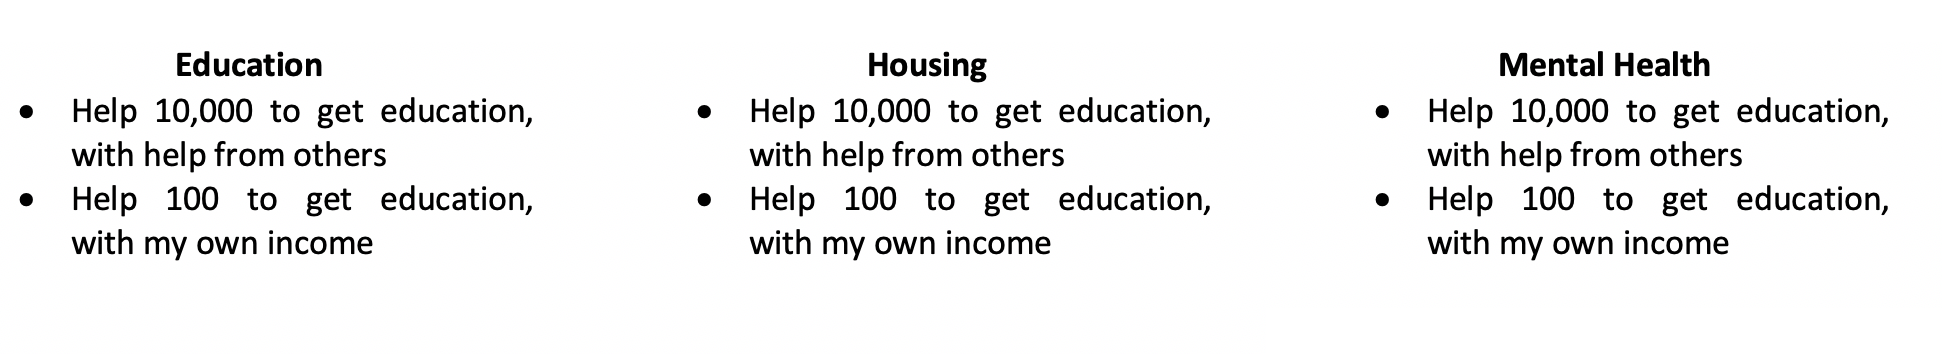 Education
Help 10,000 to get education,
with help from others
Help 100 to get education,
with my own income
Housing
Help 10,000 to get education,
with help from others
Help 100 to get education,
with my own income
Mental Health
Help 10,000 to get education,
with help from others
Help 100 to get education,
with my own income